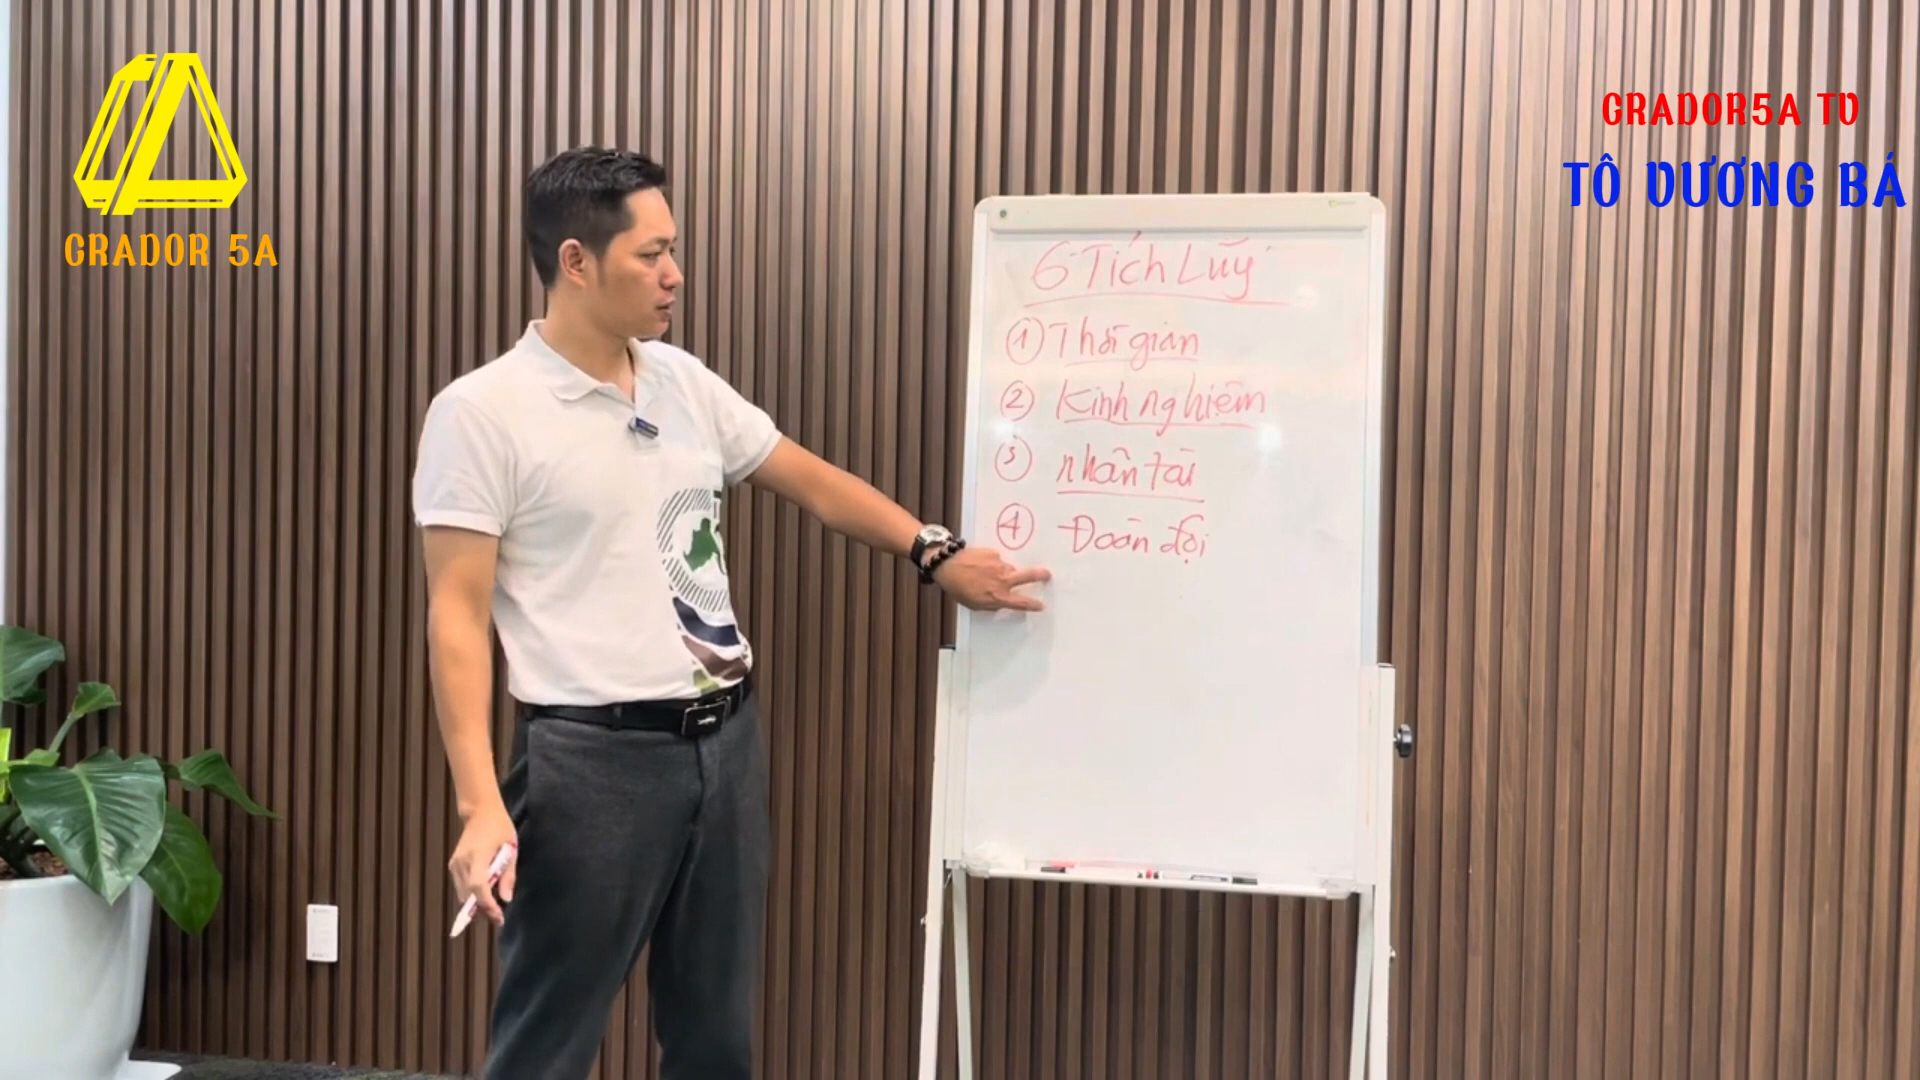 GRADOR 5A
GRADOR5A TV
TÔ VƯƠNG BÁ
6 Tích Lũy
1 Thời gian
2 Kinh nghiệm
3 nhân tài
4 Đoàn đội